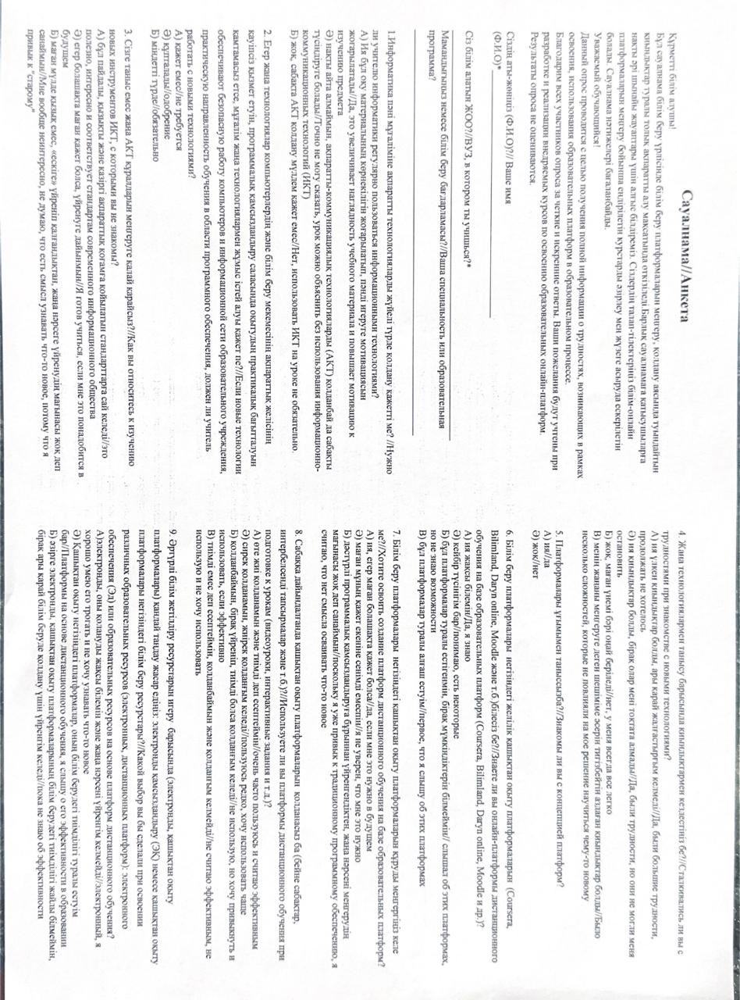 Сауалнама//Анкета
Құрметті білім алушы!
Бұл сауалнама білім беру үрлісінде білім беру платформаларын меңгеру, қолдану аясында туындайтын
қиындықтар туралы толық ақпаратты алу мақсатында өткізіледі.Барлық сауалнамаға қатысушыларға
нақты әрі шынайы жауаптары үшін алғыс білдіреміз. Сіздердің талап-тілектеріңіз білім-онлайн
платформаларын меңгеру бойынша өндірілетін курстарды әзірлеу мен жүзеге асыруда ескерілетін
болады. Сауалнама нәтижелері бағаланбайды.
Уважаемый обучающийся!
Данный опрос проводится с целью получения полной информации о трудностях, возникающих в рамках
освоения, использования образовательных платформ в образовательном процессе.
Благодарим всех участников опроса за четкие и искренние ответы. Ваши пожелания будут учтены при
разработке и реализации внедряемых курсов по освоению образовательных онлайн-платформ.
Результаты опроса не оцениваются.
Сіздің аты-жөніңіз (Ф.И.О)?// Ваше имя
(Ф.И.О)*
Сіз білім алатын ЖОО?//ВУЗ, в котором ты учишься?*
Мамандығыңыз немесе білім беру бағдарламасы?//Ваша специальность или образовательная
программа?
1.Информатика пәні мұғаліміне ақпаратты технологияларды жүйелі түрде қолдану қажетті ме? //Нужно
ли учителю информатики регулярно пользоваться информационными технологиями?
А) Ия бұл оқу материалының көрнекілігін жоғарылатып, пәнді игеруге мотивациясын
жоғарылатады//Да, это увеличивает наглядность учебного материала и повышает мотивацию к
изучению предмета
Ә) нақты айта алмаймын, ақпаратты-коммуникациялық технологияларды (АКТ) қолданбай да сабақты
түсіндіруге болады//Точно не могу сказать, урок можно объяснить без использования информационно-
коммуникационных технологий (ИКТ)
Б) жоқ, сабақта АКТ қолдану мүлдем қажет емес//Нет, использовать ИКТ на уроке не обязательно.
2. Егер жаңа технологиялар компьютерлердің және білім беру мекемесінің ақпараттық желісінің
қауіпсіз қызмет етуін, программалық қамсыздандыру саласында оқытудың практикалық бағытталуын
қамтамасыз етсе, мұғалім жаңа технологиялармен жұмыс істей алуы қажет пе?//Если новые технологии
обеспечивают безопасную работу компьютеров и информационной сети образовательного учреждения,
практическую направленность обучения в области программного обеспечения, должен ли учитель
работать с новыми технологиями?
А) қажет емес//не требуется
Ә) құпталады//одобрение
Б) міндетті түрде//обязательно
3. Сізге таныс емес жаңа АКТ құралдарын меңгеруге қалай қарайсыз?//Как вы относитесь к изучению
новых инструментов ИКТ, с которыми вы не знакомы?
А) бұл пайдалы, қызықты және қазіргі ақпараттық қоғамға қойылатын стандарттарға сай келеді//это
полезно, интересно и соответствует стандартам современного информационного общества
Ә) егер болашақта маған қажет болса, үйренуге дайынмын//Я готов учиться, если мне это понадобится в
будущем
Б) маған мүлде қызық емес, «ескіге» үйреніп қалғандықтан, жаңа нәрсеге үйренудің мағынасы жоқ деп
санаймын//Мне вообще неинтересно, не думаю, что есть смысл узнавать что-то новое, потому что я
привык к "старому"
4. Жаңа технологиялармен танысу барысында қиындықтармен кездестіңіз бе?//Сталкивались ли вы с
трудностями при знакомстве с новыми технологиями?
А) ия үлкен қиындықтар болды, ары қарай жалғастырғым келмеді//Да, были большие трудности,
продолжать не хотелось
Ә) ия қиындықтар болды, бірақ олар мені тоқтата алмады//Да, были трудности, но они не могли меня
остановить
Б) жоқ, маған үнемі бәрі оңай беріледі//нет, у меня всегда все легко
В) менің жаңаны меңгеруге деген шешіміме әсерін тигізбейтін аздаған қиындықтар болды//Было
несколько сложностей, которые не повлияли на мое решение научиться чему-то новому
5. Платформалары ұғымымен танысcызба?//Знакомы ли вы с концепцией платформ?
А) ия//да
Ә) жоқ//нет
6. Білім беру платформалары негізіндегі желілік қашықтан оқыту платформаларын (Coursera,
Bilimland, Daryn online, Moodle және т.б)білесіз бе?//Знаете ли вы онлайн-платформы дистанционного
обучения на базе образовательных платформ (Coursera, Bilimland, Daryn online, Moodle и др.)?
А) ия жақсы білемін/Да, я знаю
Ә) кейбір түсінігім бар//понимаю, есть некоторые
Б) бұл платформалар туралы естігенмін, бірақ мүмкіндіктерін білмеймін// слышал об этих платформах,
но не знаю возможности
В) бұл платформалар туралы алғаш естуім//первое, что я слышу об этих платформах
7. Білім беру платформалары негізіндегі қашықтан оқыту платформаларын құруды меңгергіңіз келе
ме?//Хотите освоить создание платформ дистанционного обучения на базе образовательных платформ?
А) ия, егер маған болашақта қажет болса//да, если мне это нужно в будущем
Ә) маған мұның қажет екеніне сенімді емеспін//я не уверен, что мне это нужно
Б) дәстүрлі программалық қамсыздандыруға бұрыннан үйренгендіктен, жаңа нәрсені меңгерудің
мағынасы жоқ деп санаймын//поскольку я уже привык к традиционному программному обеспечению, я
считаю, что нет смысла осваивать что-то новое
8. Сабаққа дайындалғанда қашықтан оқыту платформаларын қолданасыз ба (бейне сабақтар,
интербелсенді тапсырмалар және т.б.)?//Используете ли вы платформы дистанционного обучения при
подготовке к урокам (видеоуроки, интерактивные задания и т.д.)?
А) өте жиі қолданамын және тиімді деп есептеймін//очень часто пользуюсь и считаю эффективным
Ә) сирек қолданамын, жиірек қолданғым келеді//пользуюсь редко, хочу использовать чаще
Б) қолданбаймын, бірақ үйреніп, тиімді болса қолданғым келеді//не использую, но хочу привыкнуть и
использовать, если эффективно
В) тиімді емес деп есептеймін, қолданбаймын және қолданғым келмейді//не считаю эффективным, не
использую и не хочу использовать
9. Әртүрлі білім жетілдіру ресурстарын игеру барысында (электронды, қашықтан оқыту
платформалары) қандай таңдау жасар едіңіз: электронды қамсыздандыру (ЭҚ) немесе қашықтан оқыту
платформалары негізіндегі білім беру ресурстары?//Какой выбор вы бы сделали при освоении
различных образовательных ресурсов (электронных, дистанционных платформ): электронного
обеспечения (Эл) или образовательных ресурсов на основе платформ дистанционного обучения?
А)электронды, оны қолдануды жақсы білемін және жаңа нәрсені үйренгім келмейді//электронный, я
хорошо умею его трогать и не хочу узнавать что-то новое
Ә) Қашықтан оқыту негізіндегі платформалар, оның білім берудегі тиімділігі туралы естуім
бар//Платформы на основе дистанционного обучения, я слышу о его эффективности в образовании
Б) әзірге электронды, қашықтан оқыту платформаларының білім берудегі тиімділігі жайлы білмеймін,
бірақ ары қарай білім беруде қолдану үшін үйренгім келеді//пока не знаю об эффективности